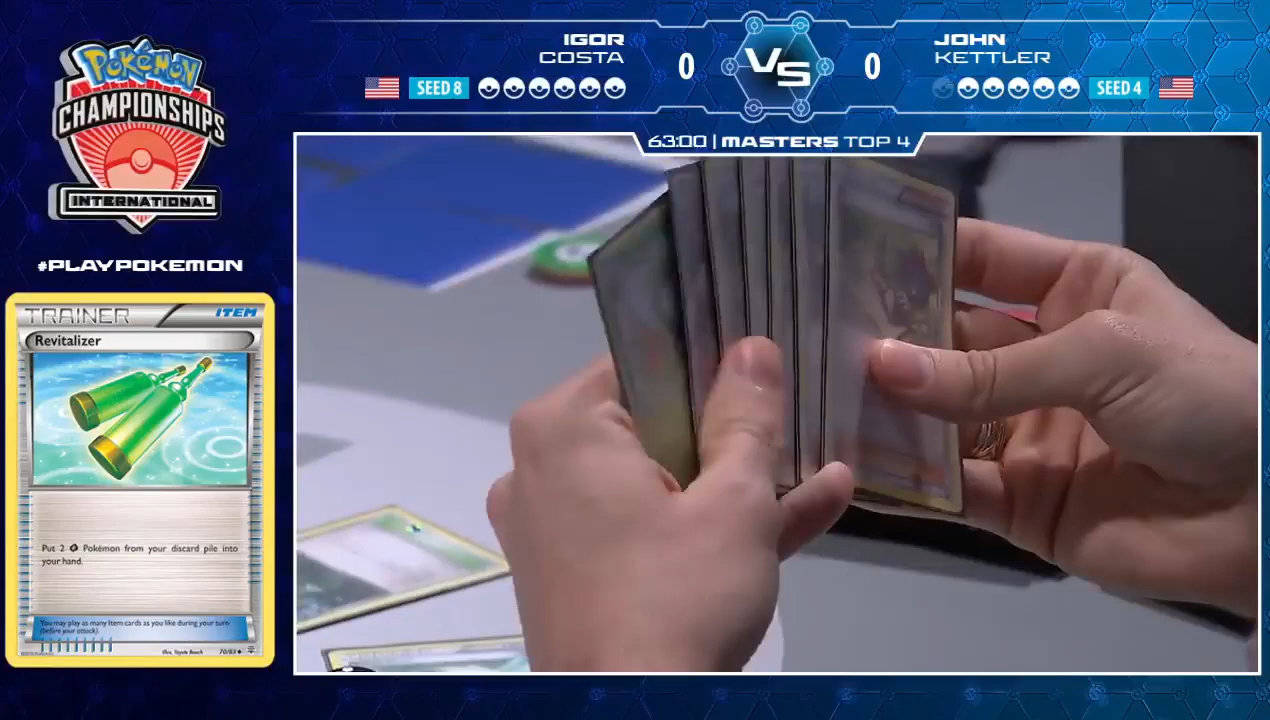 Pokémon
CHAMPIONSHIPS
INTERNATIONAL
#PLAYPOKEMON
IGOR
COSTA
SEED 8
0
VS
0
JOHN
KETTLER
SEED 4
63:00 | MASTERS TOP 4
TRAINER
ITEM
Revitalizer
Put 2 Pokémon from your discard pile into
your hand.
You may play as many Item cards as you like during your turn
(before your attack).
70/83